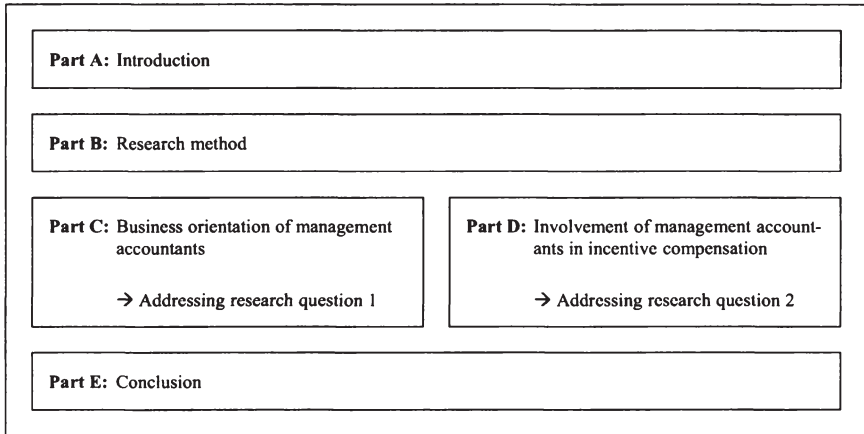 Part A: Introduction
Part B: Research method
Part C: Business orientation of management
accountants
→ Addressing research question 1
Part D: Involvement of management account-
ants in incentive compensation
→ Addressing research question 2
Part E: Conclusion